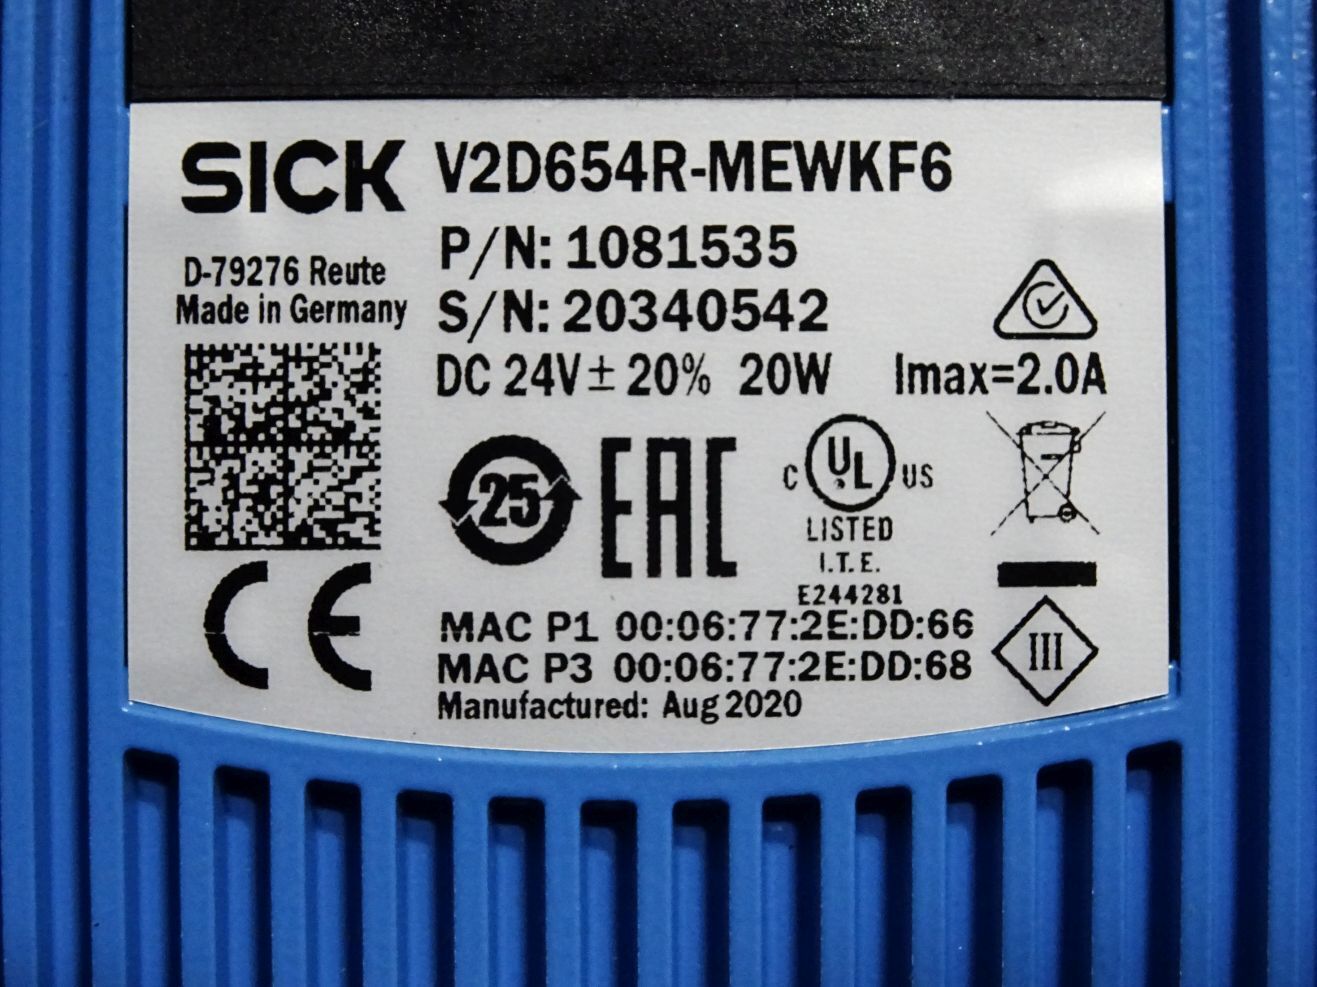 SICK V2D654R-MEWKF6
P/N: 1081535
D-79276 Reute
Made in Germany
S/N: 20340542
DC 24V ± 20% 20W Imax=2.0A
25
EAC
C UL US
LISTED
I.T.E.
E244281
CE
MAC P1 00:06:77:2E:DD:66
MAC P3 00:06:77:2E:DD:68
III
Manufactured: Aug 2020